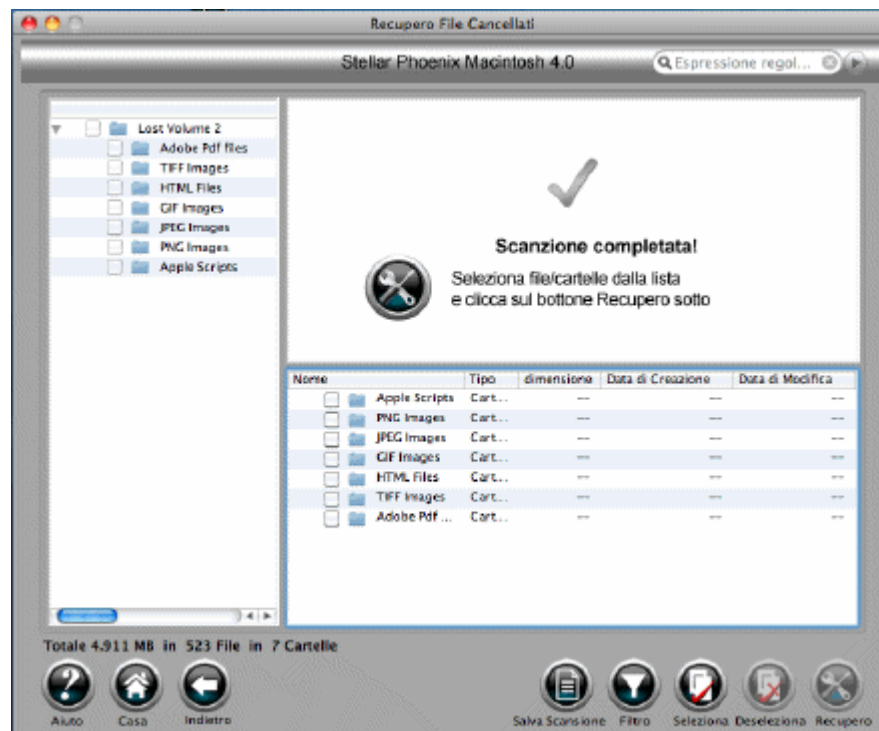 Recupero File Cancellati
Stellar Phoenix Macintosh 4.0
Espressione regol...
Lost Volume 2
Adobe Pdf files
TIFF Images
HTML Files
GIF Images
JPEG Images
PNG Images
Apple Scripts
Scanzione completata!
Seleziona file/cartelle dalla lista
e clicca sul bottone Recupero sotto
Nome Tipo dimensione Data di Creazione Data di Modifica
Apple Scripts Cart... -- -- --
PNG Images Cart... -- -- --
JPEG Images Cart... -- -- --
GIF Images Cart... -- -- --
HTML Files Cart... -- -- --
TIFF Images Cart... -- -- --
Adobe Pdf ... Cart... -- -- --
Totale 4.911 MB in 523 File in 7 Cartelle
Aiuto Casa Indietro Salva Scansione Filtro Seleziona Deseleziona Recupero